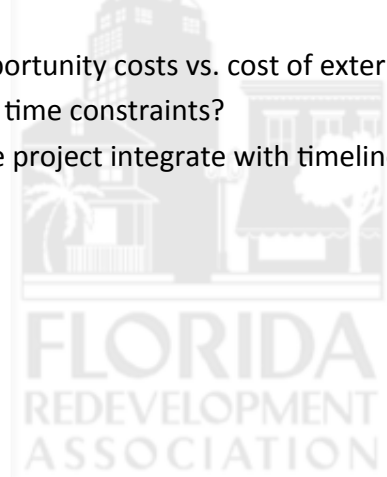 portunity costs vs. cost of exter
time constraints?
e project integrate with timelin
FLORIDA
REDEVELOPMENT
ASSOCIATION